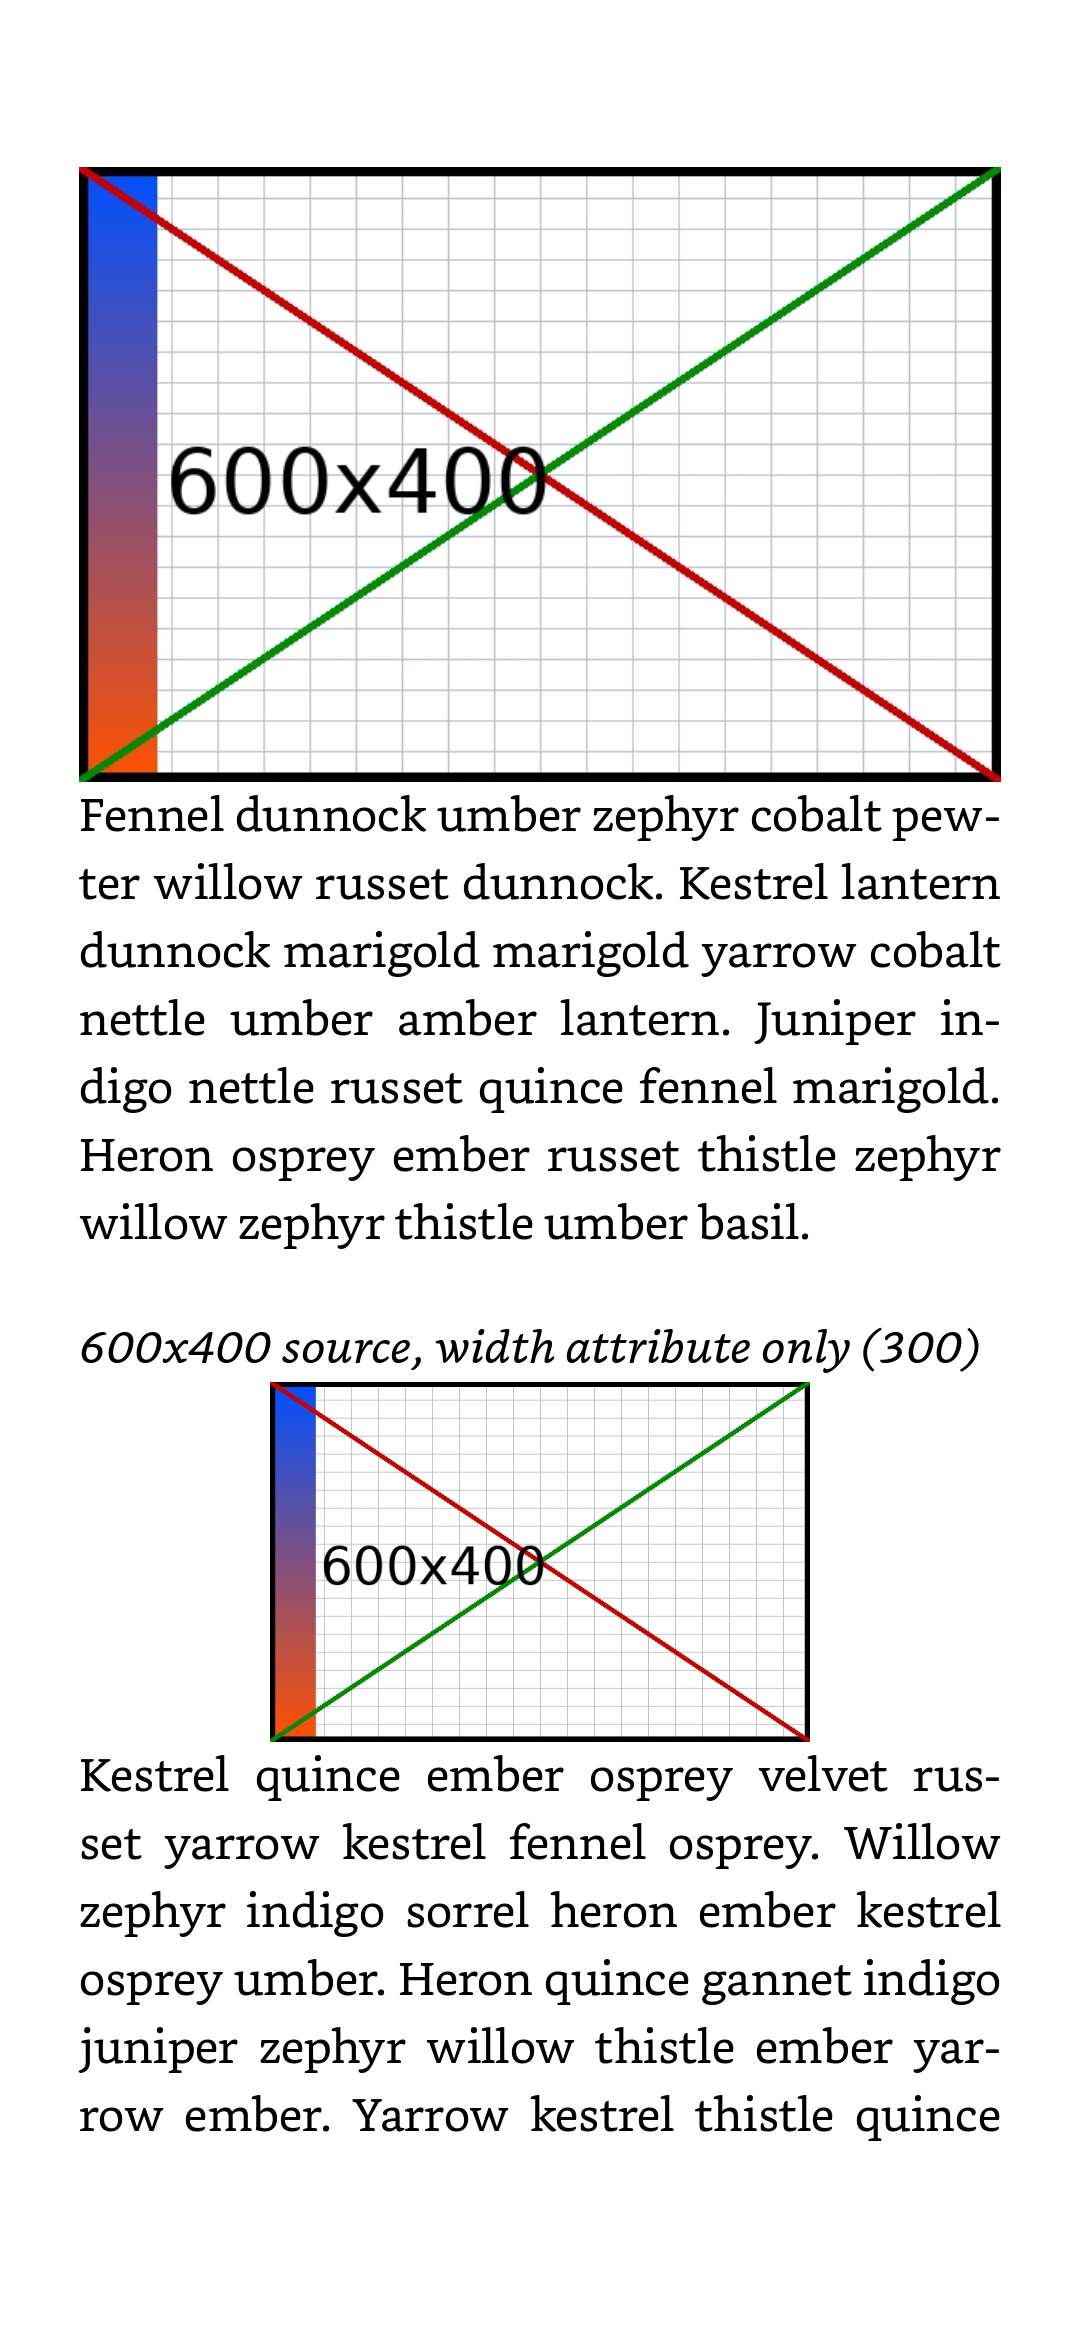 600x400
Fennel dunnock umber zephyr cobalt pew-
ter willow russet dunnock. Kestrel lantern
dunnock marigold marigold yarrow cobalt
nettle umber amber lantern. Juniper in-
digo nettle russet quince fennel marigold.
Heron osprey ember russet thistle zephyr
willow zephyr thistle umber basil.
600x400 source, width attribute only (300)
600x400
Kestrel quince ember osprey velvet rus-
set yarrow kestrel fennel osprey. Willow
zephyr indigo sorrel heron ember kestrel
osprey umber. Heron quince gannet indigo
juniper zephyr willow thistle ember yar-
row ember. Yarrow kestrel thistle quince